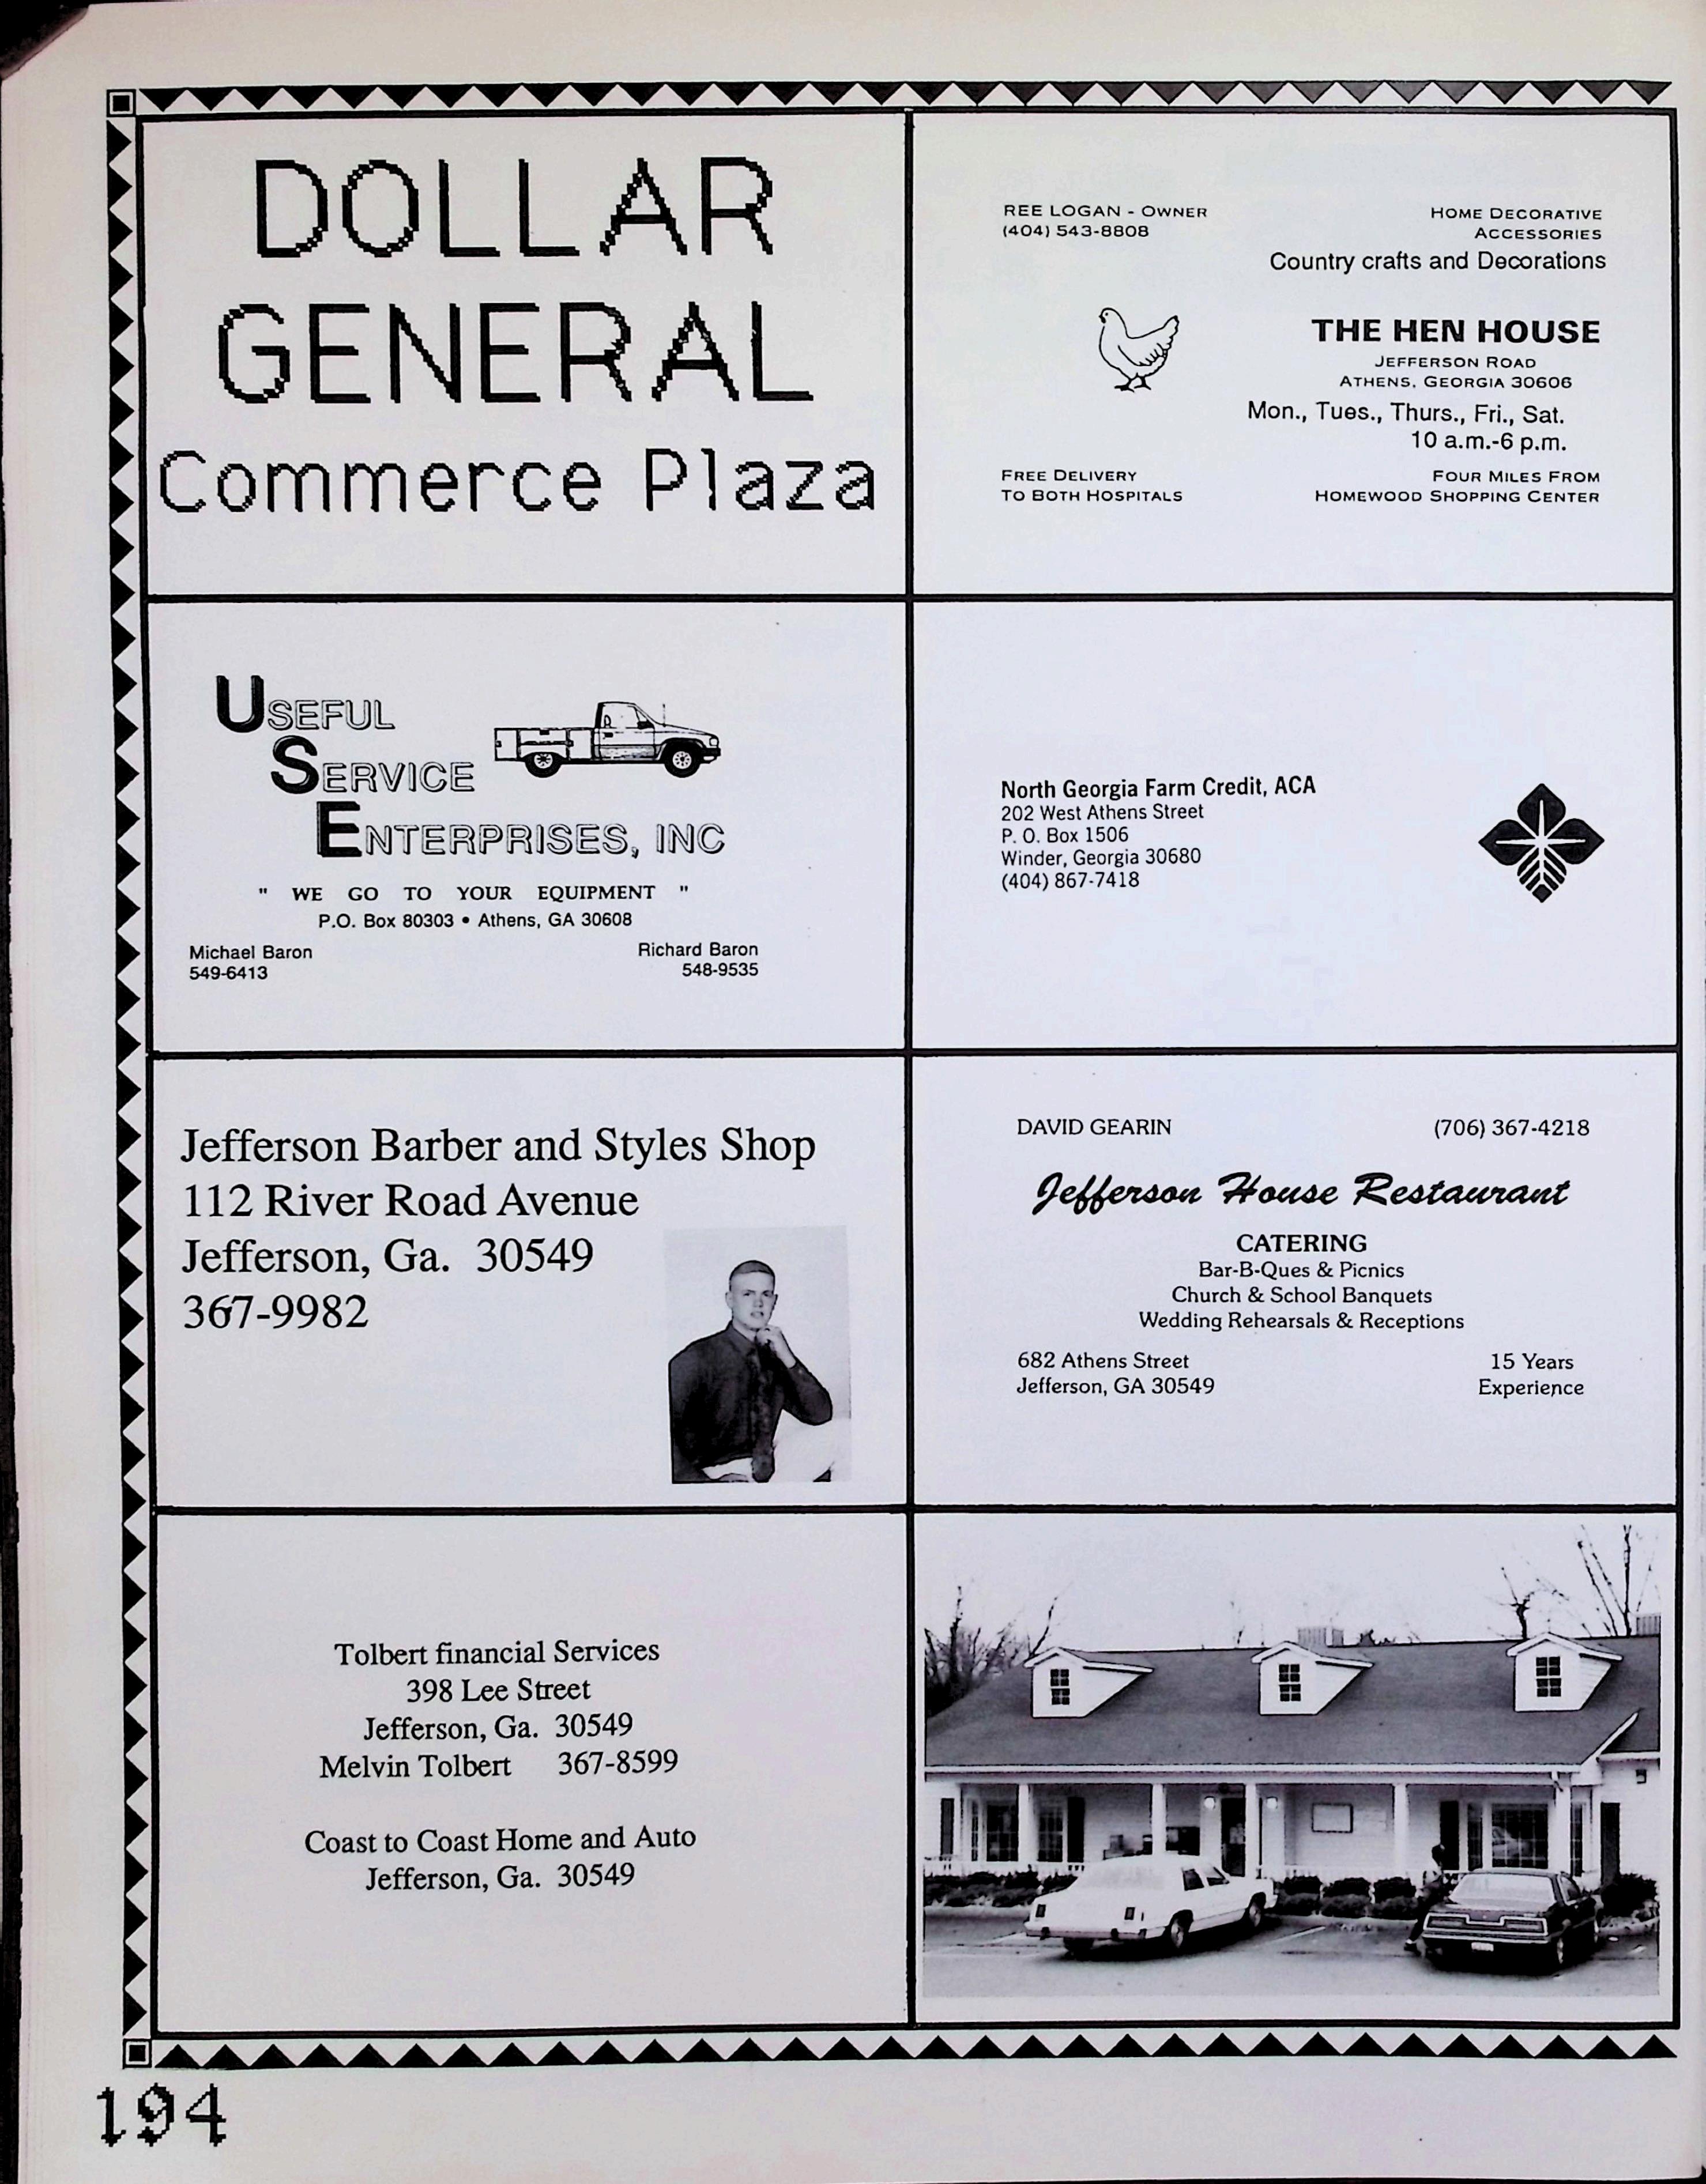 DOLLAR
GENERAL
Commerce Plaza
REE LOGAN - OWNER
(404) 543-8808
HOME DECORATIVE
ACCESSORIES
Country crafts and Decorations
THE HEN HOUSE
JEFFERSON ROAD
ATHENS, GEORGIA 30606
Mon., Tues., Thurs., Fri., Sat.
10 a.m.-6 p.m.
FREE DELIVERY
TO BOTH HOSPITALS
FOUR MILES FROM
HOMEWOOD SHOPPING CENTER
USEFUL
SERVICE
ENTERPRISES, INC
" WE GO TO YOUR EQUIPMENT "
P.O. Box 80303 • Athens, GA 30608
Michael Baron
549-6413
Richard Baron
548-9535
North Georgia Farm Credit, ACA
202 West Athens Street
P. O. Box 1506
Winder, Georgia 30680
(404) 867-7418
Jefferson Barber and Styles Shop
112 River Road Avenue
Jefferson, Ga. 30549
367-9982
DAVID GEARIN
(706) 367-4218
Jefferson House Restaurant
CATERING
Bar-B-Ques & Picnics
Church & School Banquets
Wedding Rehearsals & Receptions
682 Athens Street
Jefferson, GA 30549
15 Years
Experience
Tolbert financial Services
398 Lee Street
Jefferson, Ga. 30549
Melvin Tolbert 367-8599
Coast to Coast Home and Auto
Jefferson, Ga. 30549
194